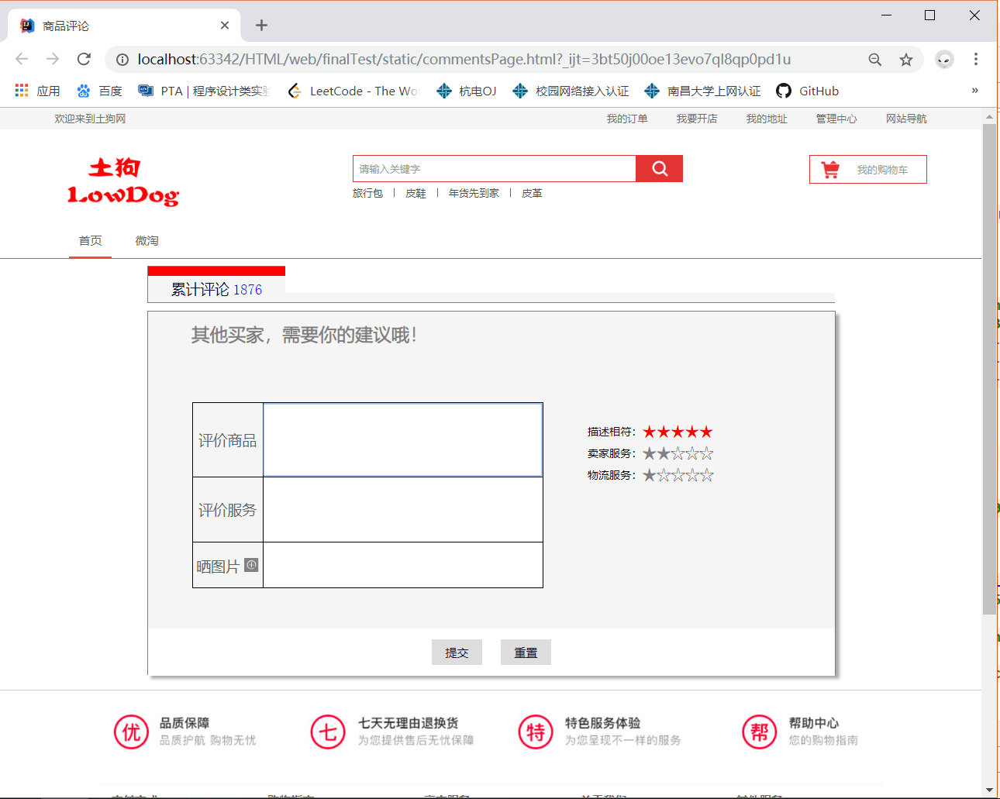 商品评论
localhost:63342/HTML/web/finalTest/static/commentsPage.html?_ijt=3bt50j00oe13evo7ql8qp0pd1u
应用 百度 PTA | 程序设计类实验 LeetCode - The Wo 杭电OJ 校园网络接入认证 南昌大学上网认证 GitHub »
欢迎来到土狗网 我的订单 我要开店 我的地址 管理中心 网站导航
土狗
LowDog
请输入关键字
我的购物车
旅行包 | 皮鞋 | 年货先到家 | 皮革
首页 微淘
累计评论 1876
其他买家，需要你的建议哦！
评价商品
评价服务
晒图片
描述相符：★★★★★
卖家服务：★★☆☆☆
物流服务：★☆☆☆☆
提交 重置
优 品质保障
品质护航 购物无忧
七 七天无理由退换货
为您提供售后无忧保障
特 特色服务体验
为您呈现不一样的服务
帮 帮助中心
您的购物指南